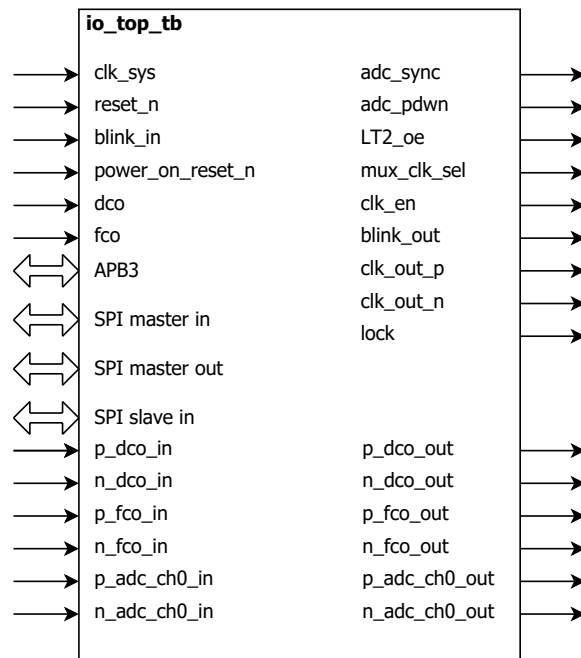 io_top_tb
clk_sys adc_sync
reset_n adc_pdwn
blink_in LT2_oe
power_on_reset_n mux_clk_sel
dco clk_en
fco blink_out
APB3 clk_out_p
clk_out_n
SPI master in
lock
SPI master out
SPI slave in
p_dco_in p_dco_out
n_dco_in n_dco_out
p_fco_in p_fco_out
n_fco_in n_fco_out
p_adc_ch0_in p_adc_ch0_out
n_adc_ch0_in n_adc_ch0_out